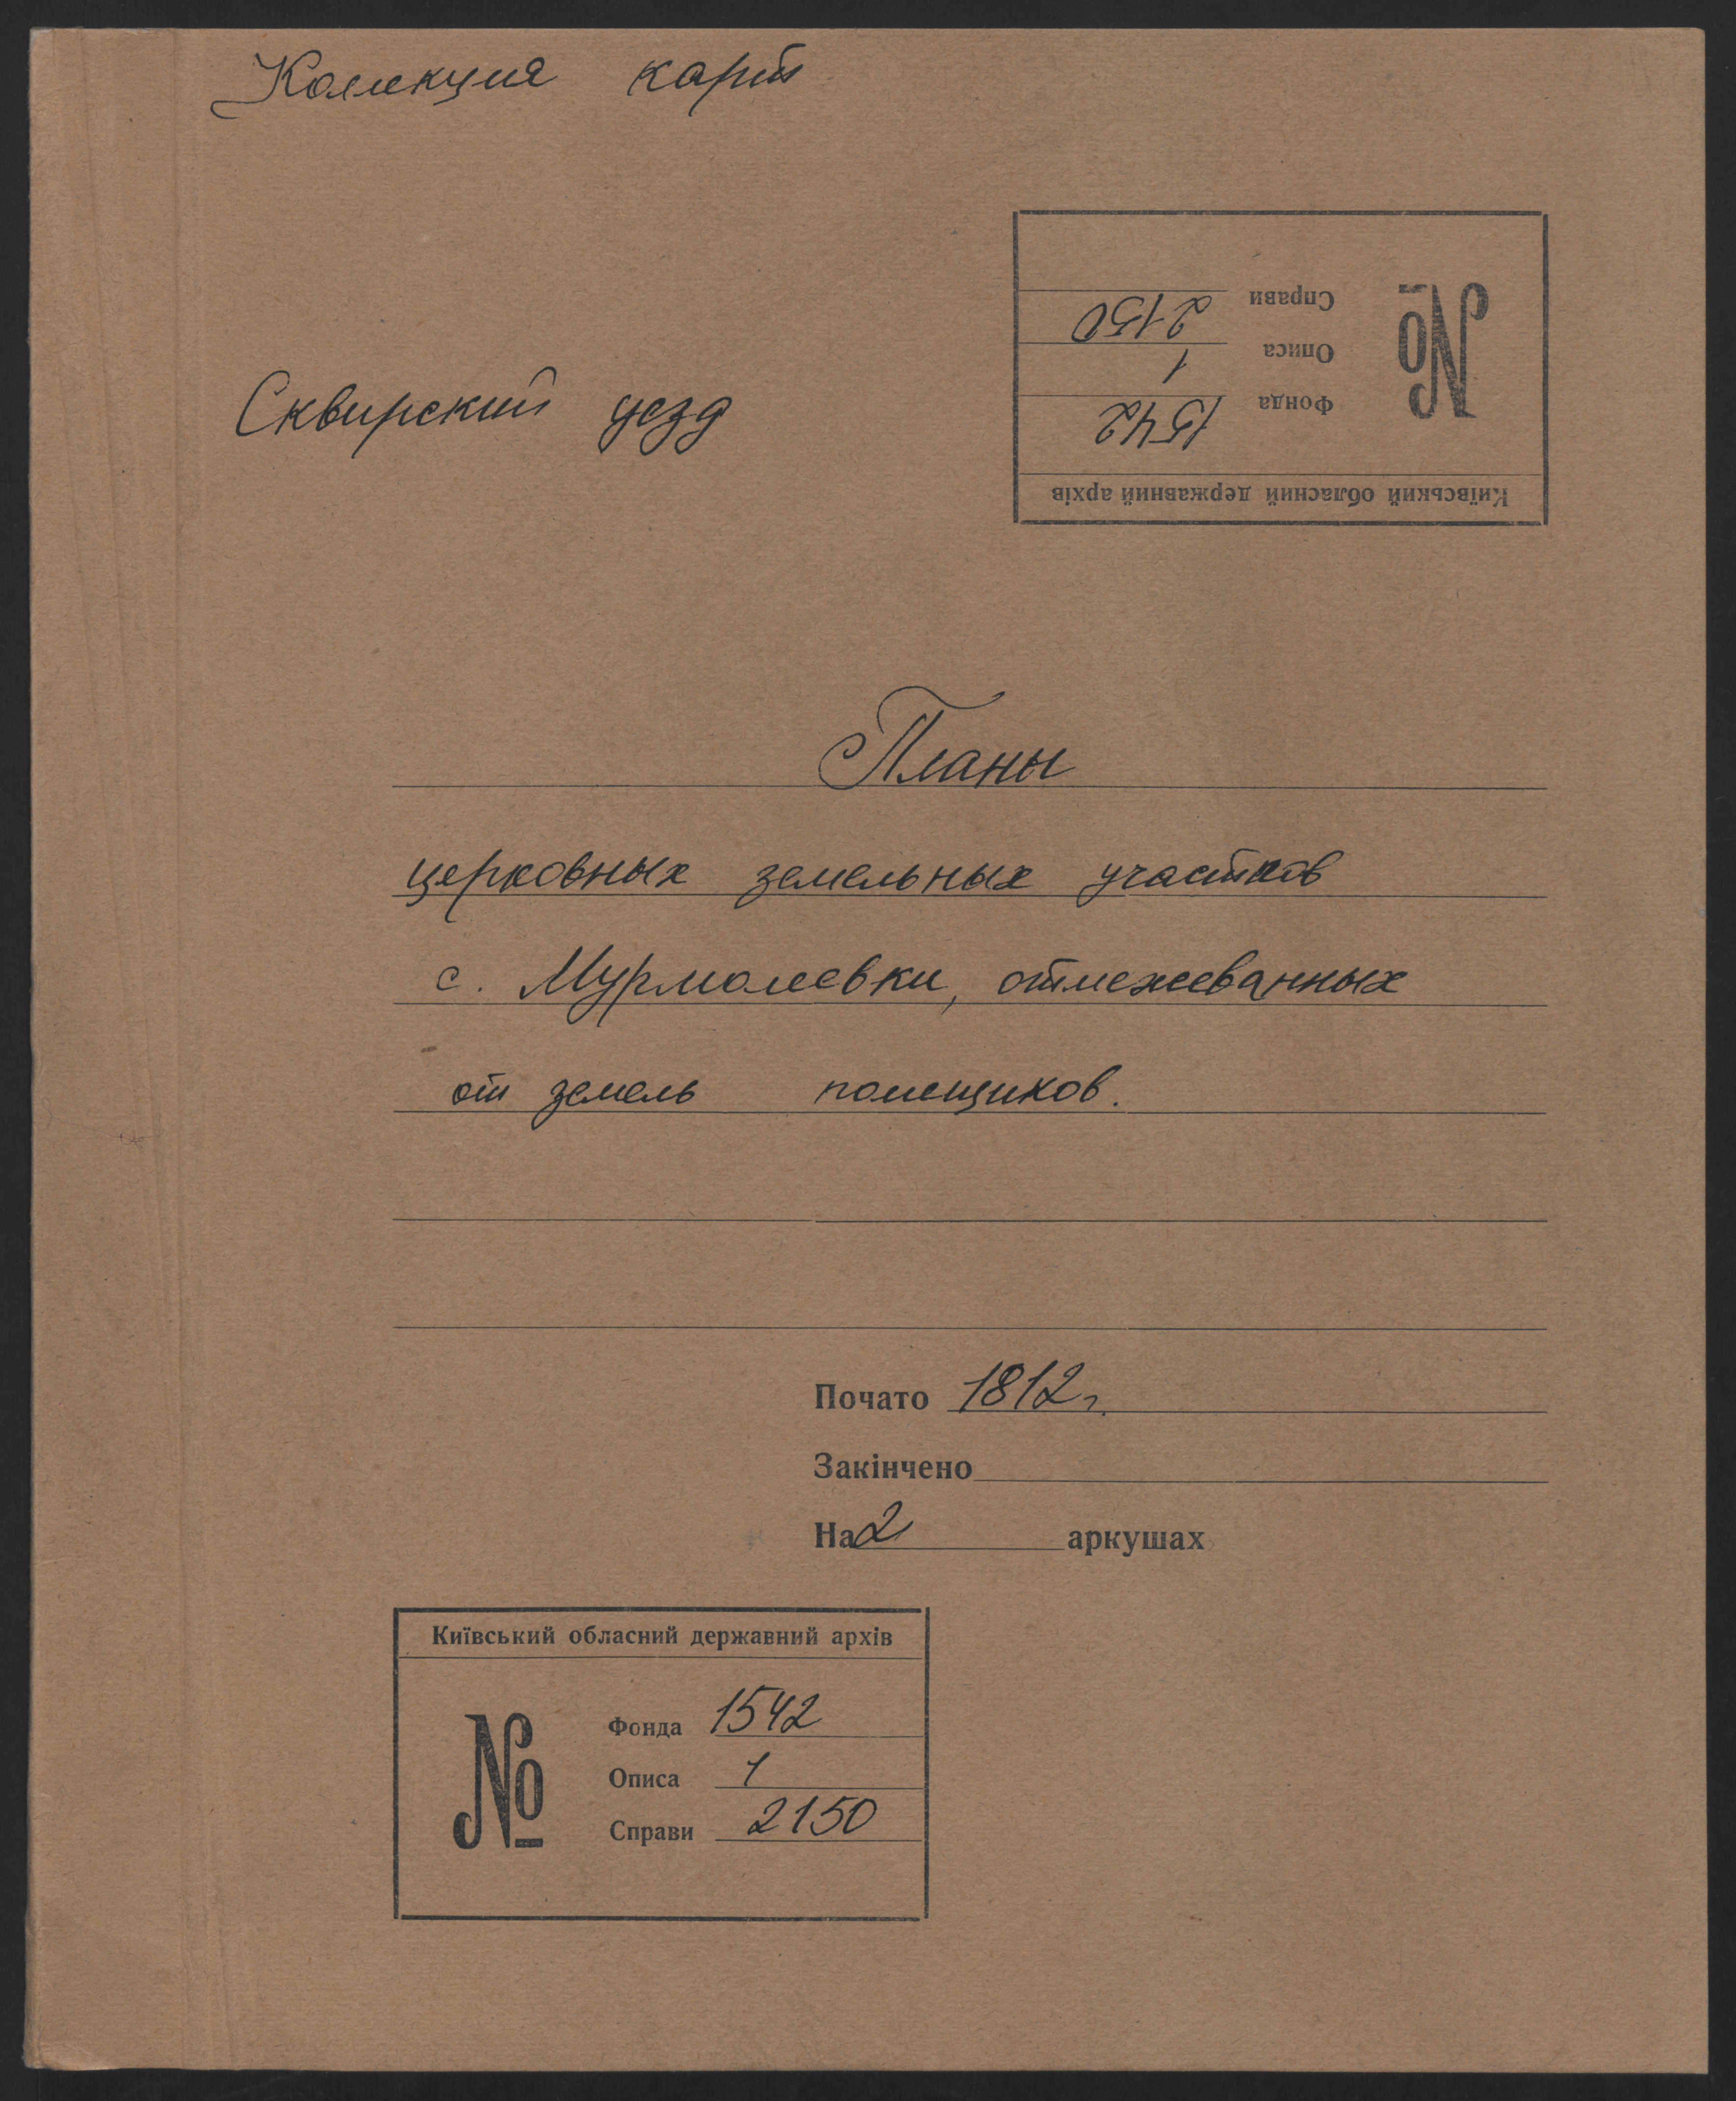 Колекция карт
Справи 2150
Описа 1
Фонда 1542
Київський обласний державний архів
№
Сквирский уезд
Планы
церковных земельных участков
с. Мурмолевки, отмежеванных
от земель помещиков.
Почато 1812 г.
Закінчено
На 2 аркушах
Київський обласний державний архів
№
Фонда 1542
Описа 1
Справи 2150